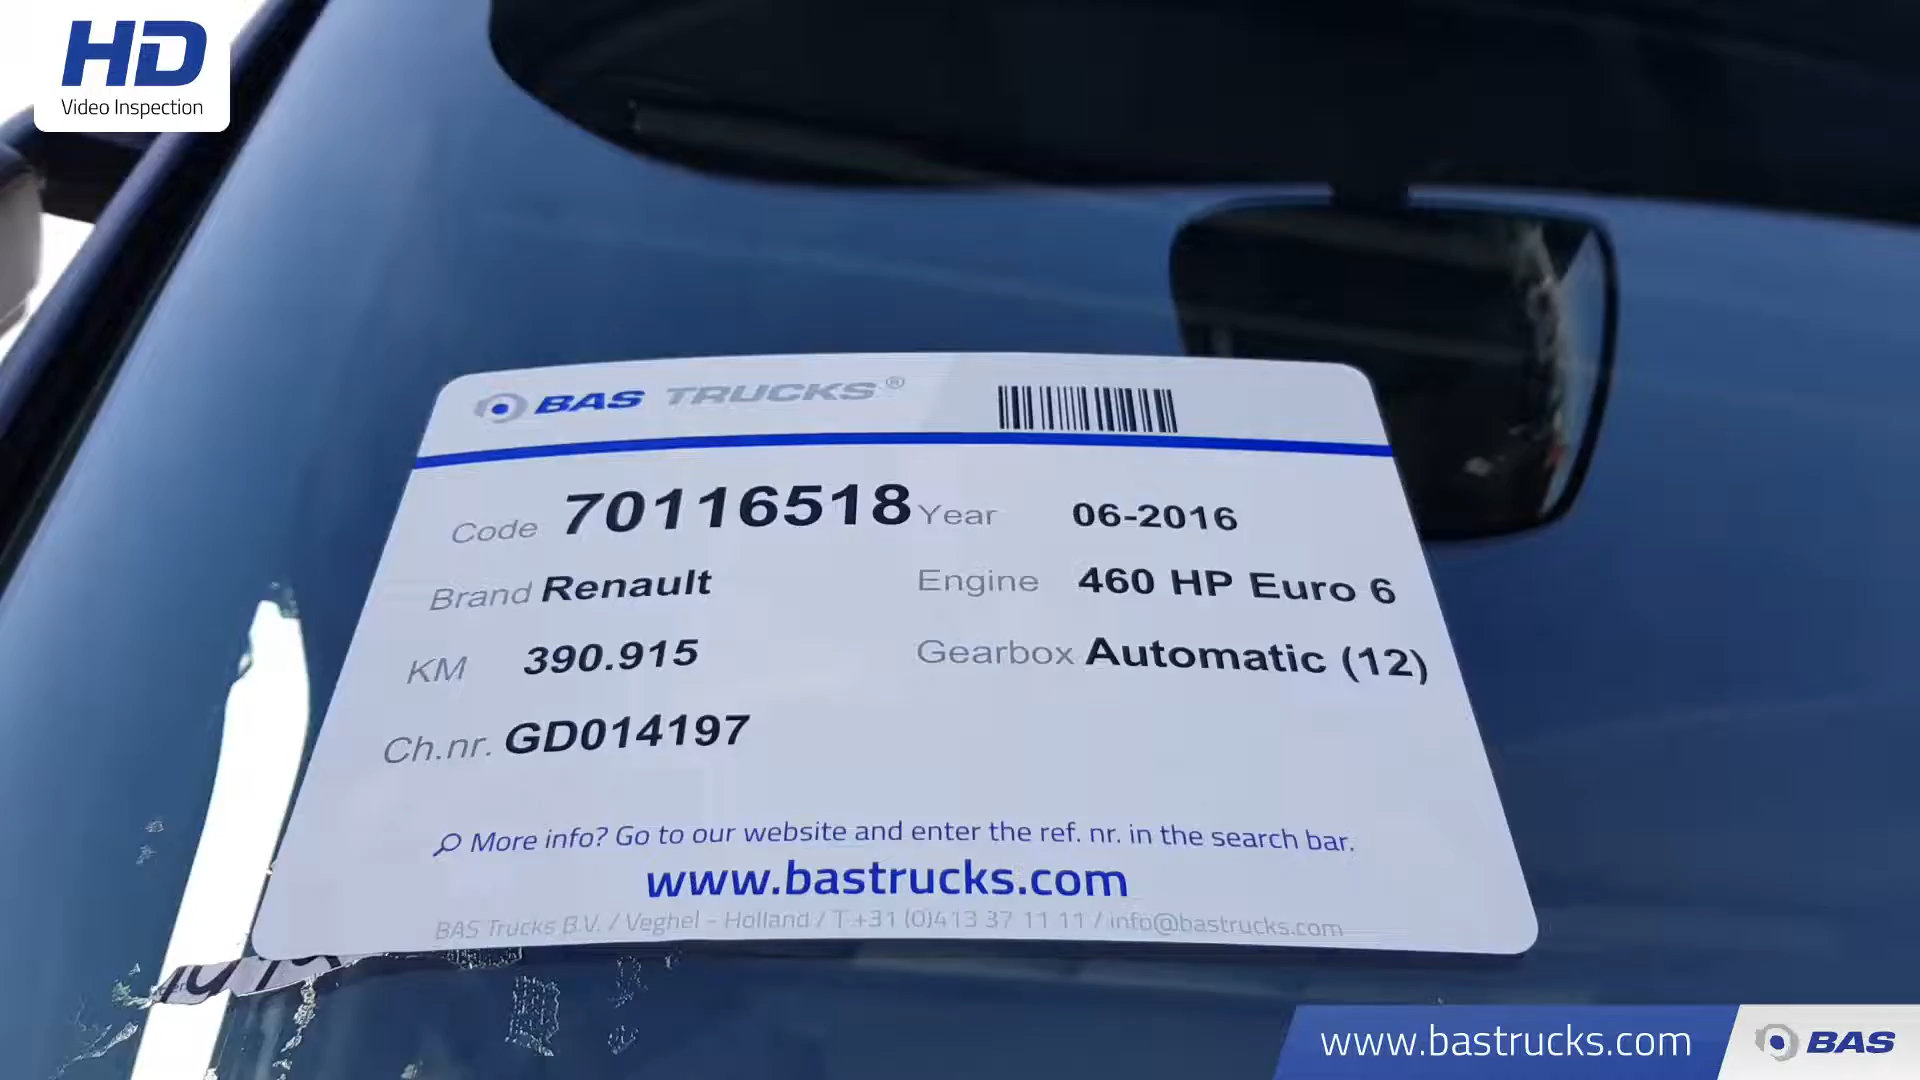 HD
Video Inspection
BAS TRUCKS®
Code 70116518 Year 06-2016
Brand Renault Engine 460 HP Euro 6
KM 390.915 Gearbox Automatic (12)
Ch.nr. GD014197
More info? Go to our website and enter the ref. nr. in the search bar.
www.bastrucks.com
BAS Trucks B.V. / Veghel - Holland / T +31 (0)413 37 11 11 / info@bastrucks.com
www.bastrucks.com BAS